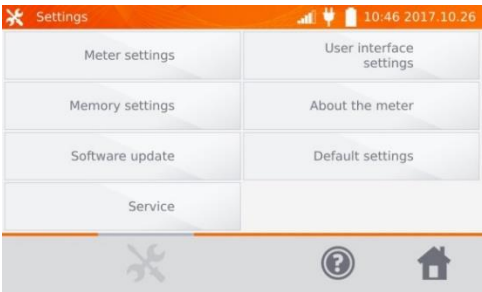 Settings
10:46 2017.10.26
Meter settings
User interface
settings
Memory settings
About the meter
Software update
Default settings
Service
?